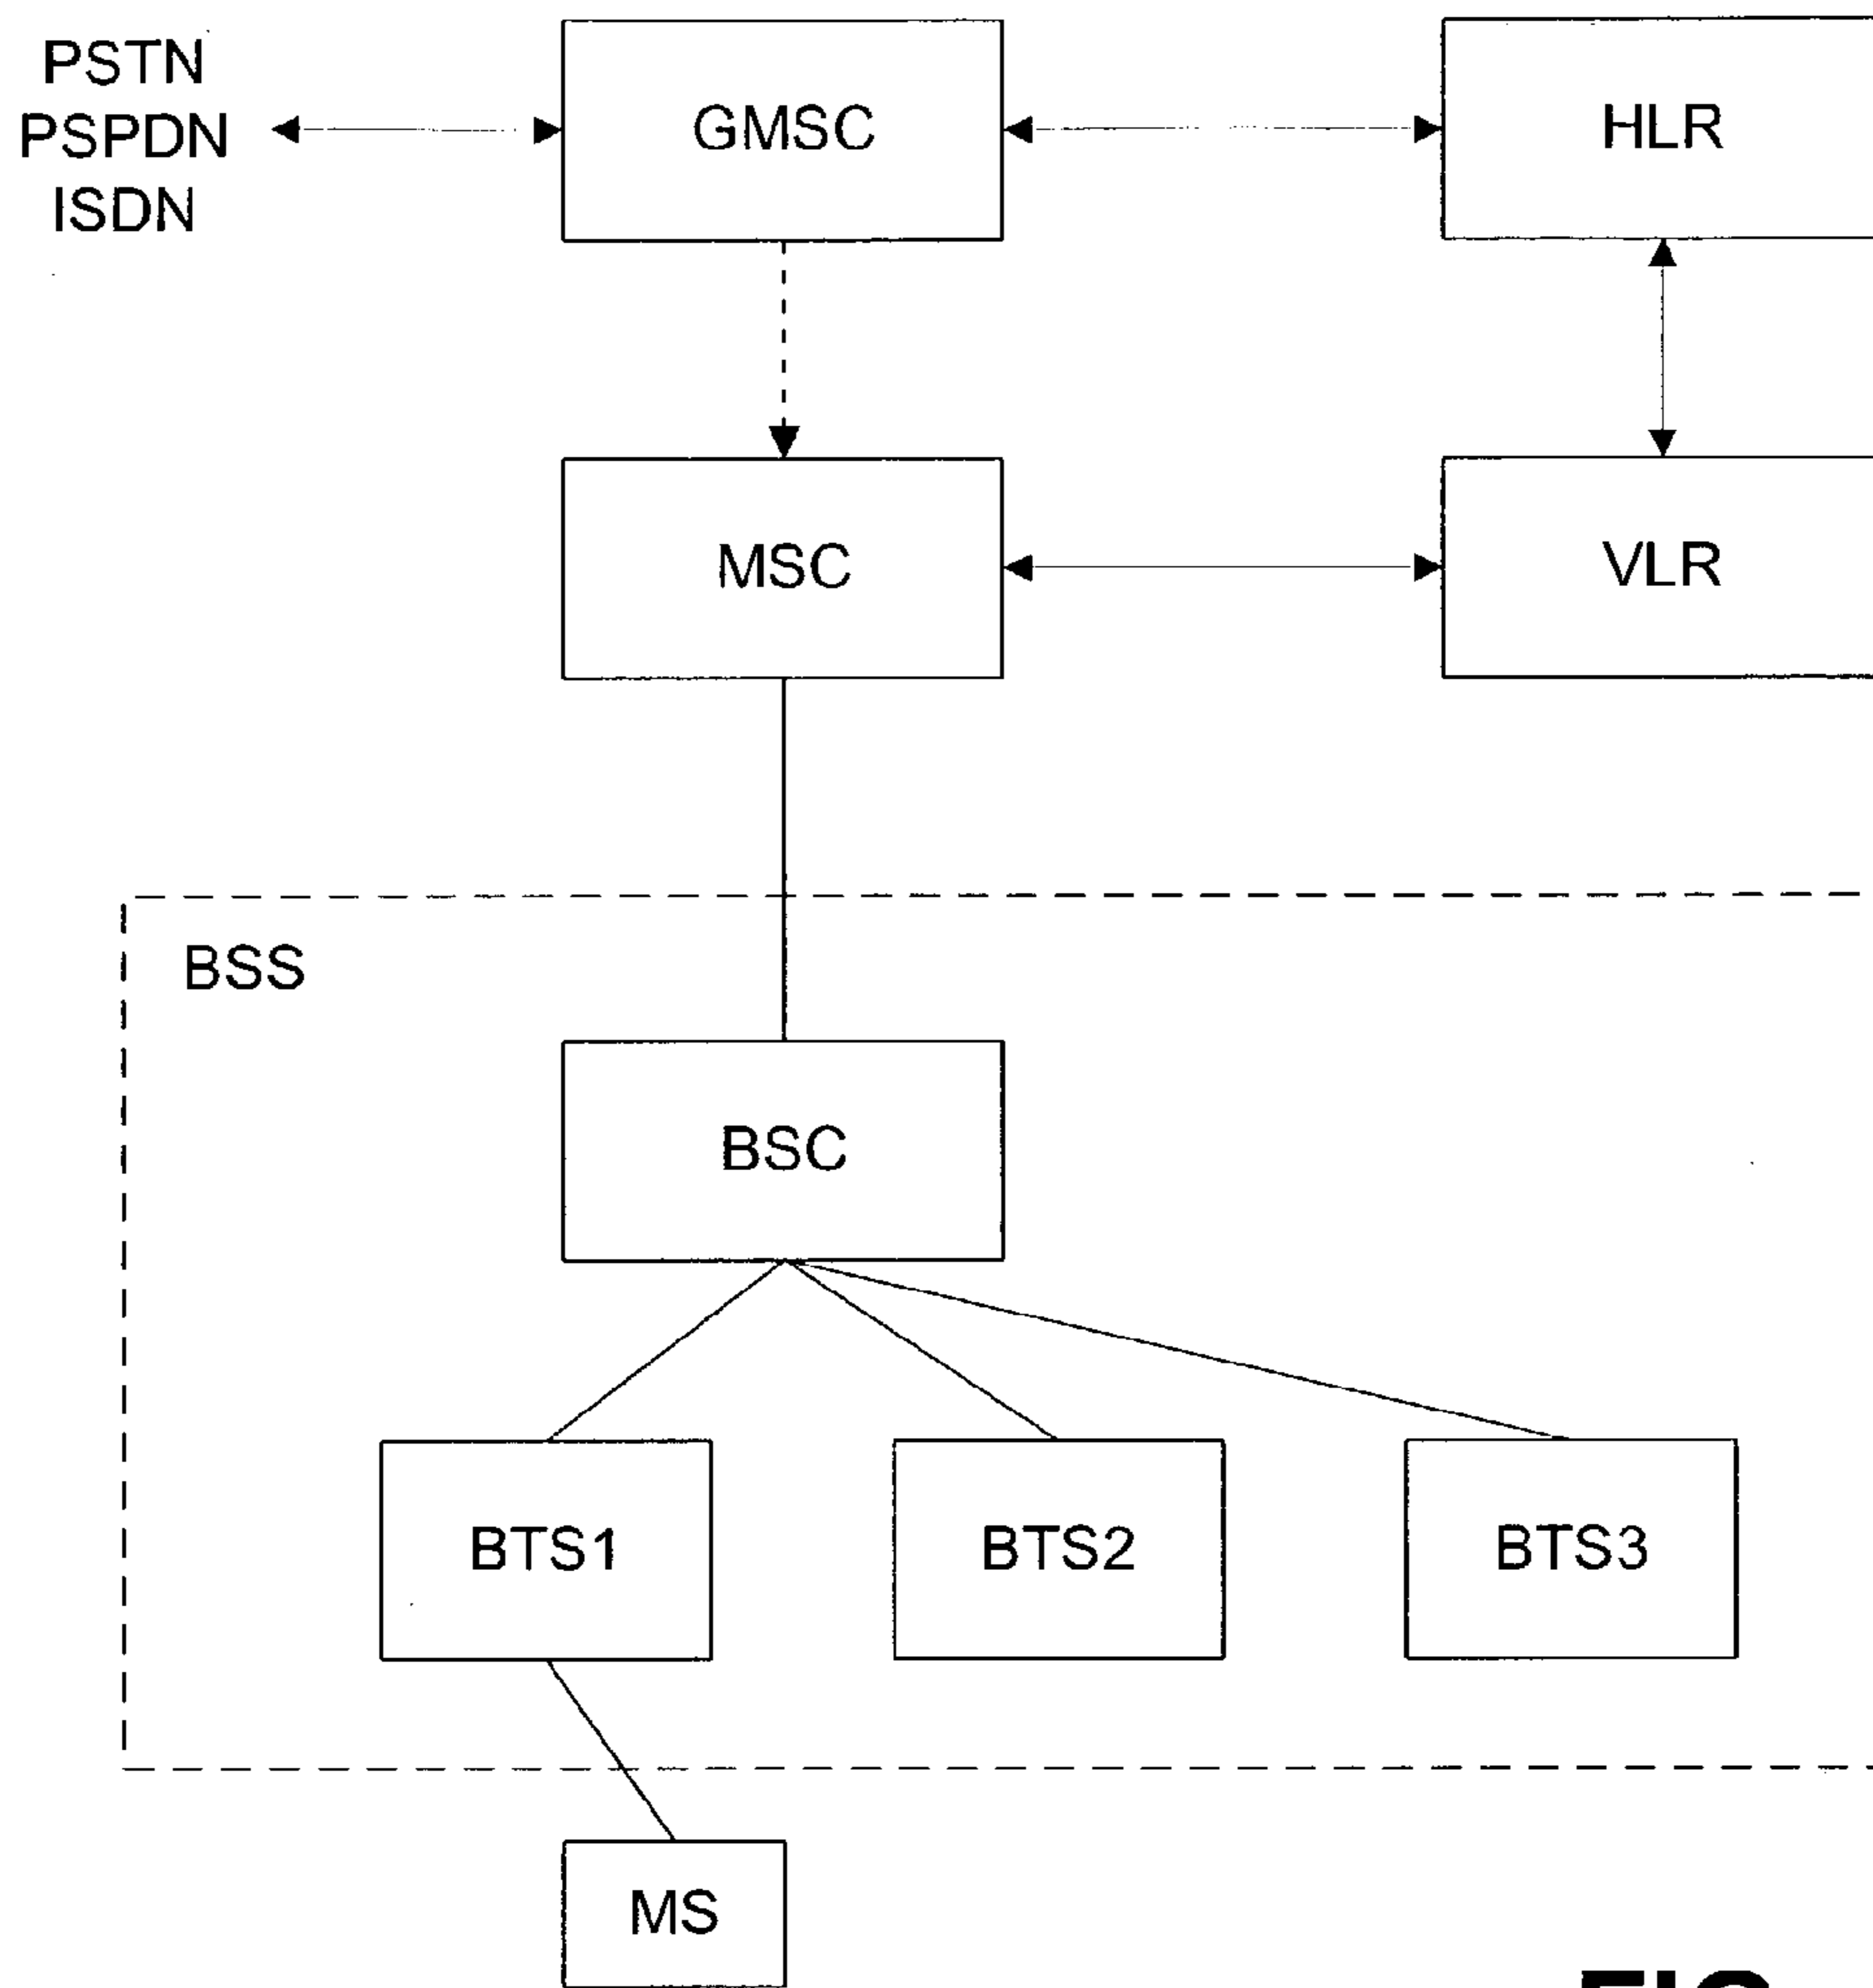 PSTN
PSPDN
ISDN
GMSC
HLR
MSC
VLR
BSS
BSC
BTS1
BTS2
BTS3
MS